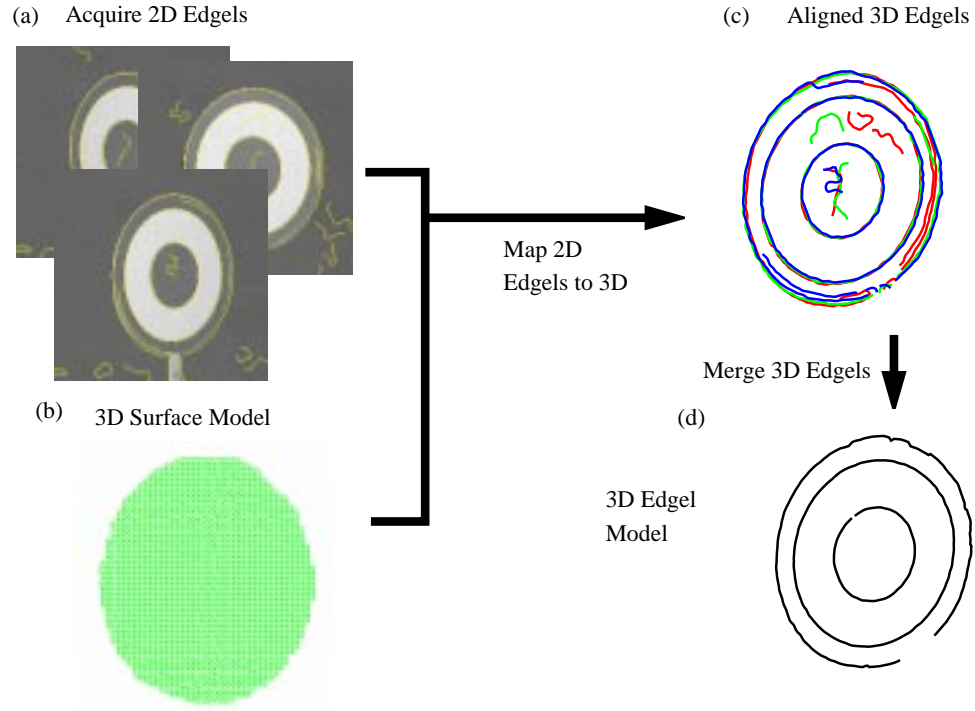 (a) Acquire 2D Edgels
(c) Aligned 3D Edgels
Map 2D
Edgels to 3D
Merge 3D Edgels
(b) 3D Surface Model
(d)
3D Edgel
Model